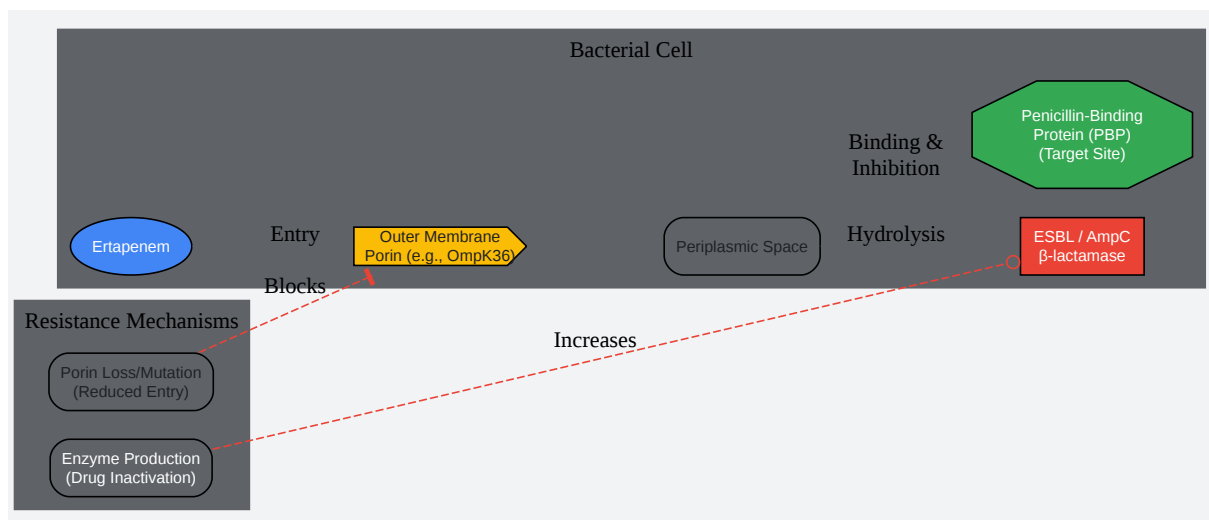 Bacterial Cell
Penicillin-Binding
Protein (PBP)
(Target Site)
Binding &
Inhibition
Ertapenem
Entry
Outer Membrane
Porin (e.g., OmpK36)
Periplasmic Space
Hydrolysis
ESBL / AmpC
β-lactamase
Blocks
Resistance Mechanisms
Increases
Porin Loss/Mutation
(Reduced Entry)
Enzyme Production
(Drug Inactivation)